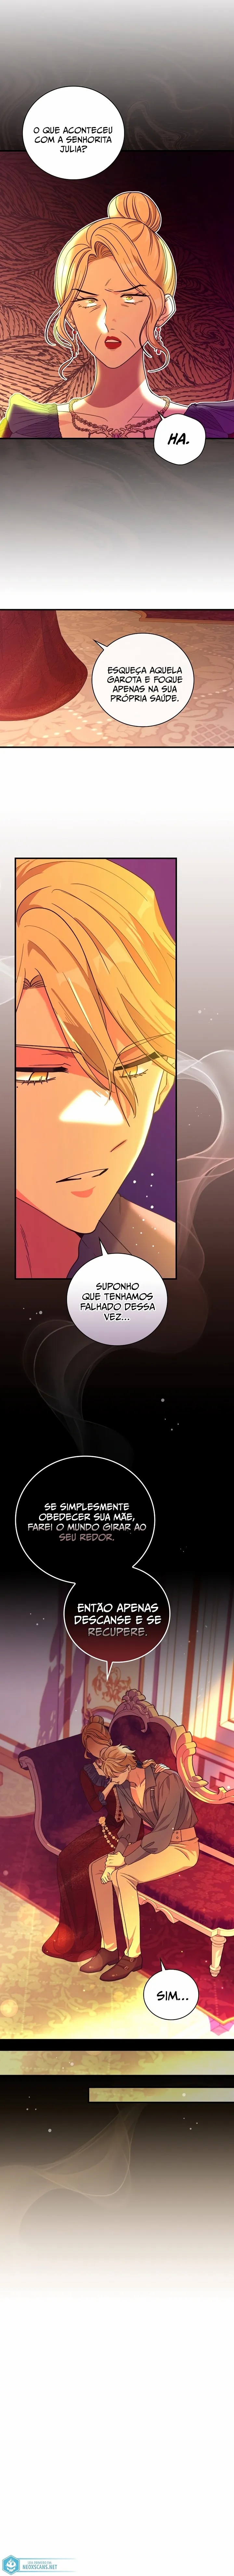 O QUE ACONTECEU
COM A SENHORITA
JULIA?
HA.
ESQUEÇA AQUELA
GAROTA E FOQUE
APENAS NA SUA
PRÓPRIA SAÚDE.
SUPONHO
QUE TENHAMOS
FALHADO DESSA
VEZ...
SE SIMPLESMENTE
OBEDECER SUA MÃE,
FAREI O MUNDO GIRAR AO
SEU REDOR.
ENTÃO APENAS
DESCANSE E SE
RECUPERE.
SIM...
NEOXSCANS.NET